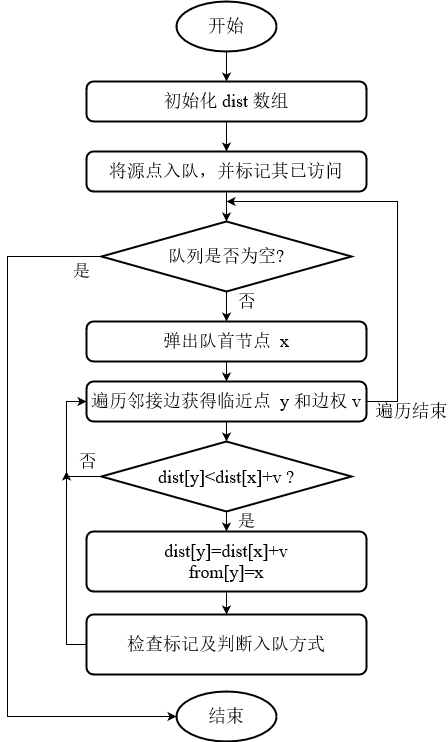 开始
初始化 dist 数组
将源点入队，并标记其已访问
队列是否为空?
是
否
弹出队首节点 x
遍历邻接边获得临近点 y 和边权 v
遍历结束
否
dist[y]<dist[x]+v ?
是
dist[y]=dist[x]+v
from[y]=x
检查标记及判断入队方式
结束